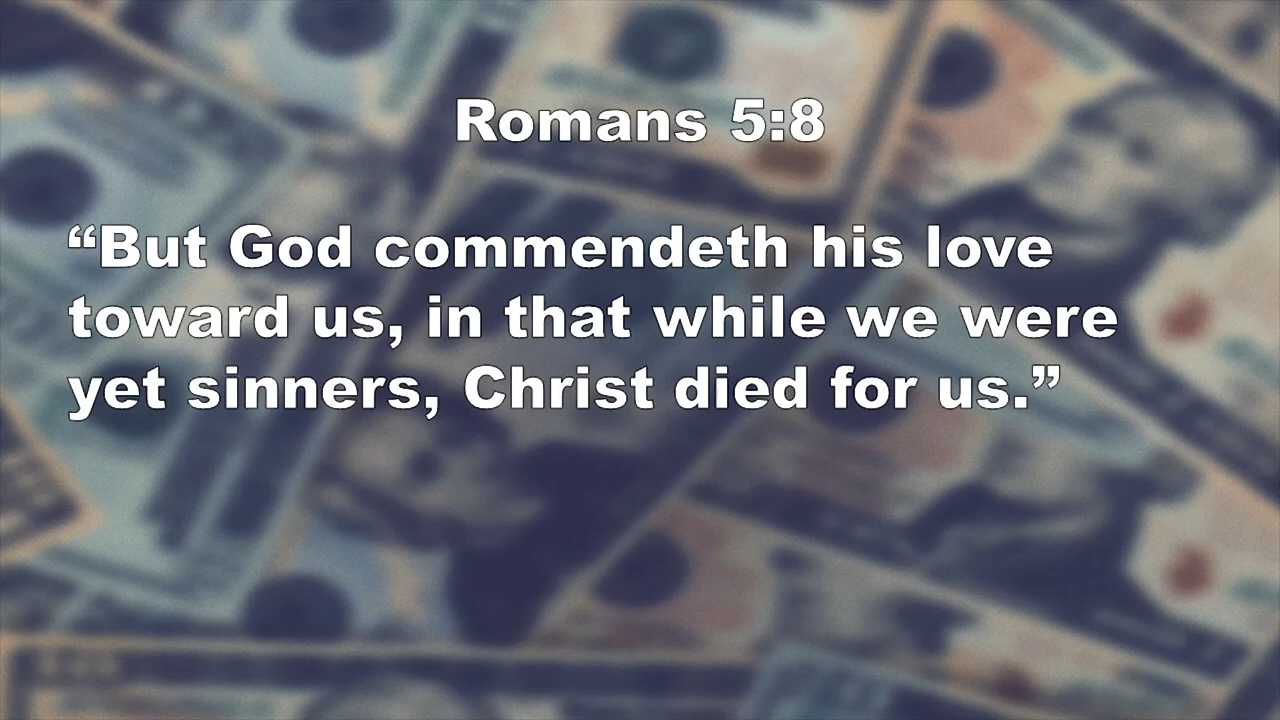 Romans 5:8
“But God commendeth his love
toward us, in that while we were
yet sinners, Christ died for us.”